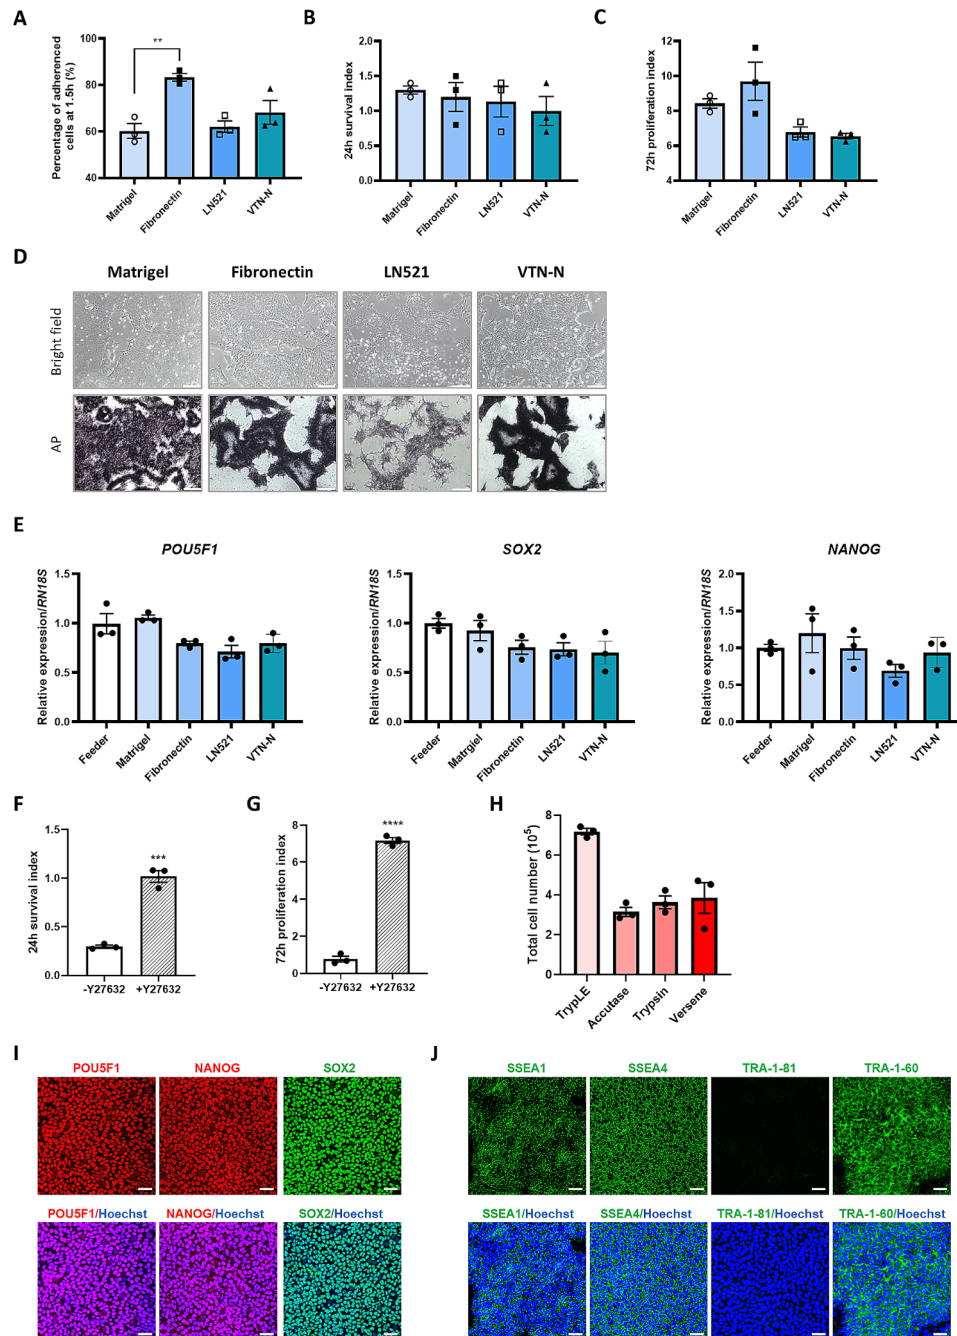 A
Percentage of adherenced
cells at 1.5h (%)
100
80
60
40
**
Matrigel
Fibronectin
LN521
VTN-N
B
24h survival index
2.0
1.5
1.0
0.5
0.0
Matrigel
Fibronectin
LN521
VTN-N
C
72h proliferation index
12
10
8
6
4
Matrigel
Fibronectin
LN521
VTN-N
D
Matrigel
Fibronectin
LN521
VTN-N
Bright field
AP
E
POU5F1
Relative expression/RN18S
1.5
1.0
0.5
0.0
Feeder
Matrigel
Fibronectin
LN521
VTN-N
SOX2
Relative expression/RN18S
1.5
1.0
0.5
0.0
Feeder
Matrgiel
Fibronectin
LN521
VTN-N
NANOG
Relative expression/RN18S
2.0
1.5
1.0
0.5
0.0
Feeder
Matrigel
Fibronectin
LN521
VTN-N
F
24h survival index
1.5
1.0
0.5
0.0
***
-Y27632
+Y27632
G
72h proliferation index
8
6
4
2
0
****
-Y27632
+Y27632
H
Total cell number (10⁵)
8
6
4
2
0
TrypLE
Accutase
Trypsin
Versene
I
POU5F1
NANOG
SOX2
POU5F1/Hoechst
NANOG/Hoechst
SOX2/Hoechst
J
SSEA1
SSEA4
TRA-1-81
TRA-1-60
SSEA1/Hoechst
SSEA4/Hoechst
TRA-1-81/Hoechst
TRA-1-60/Hoechst